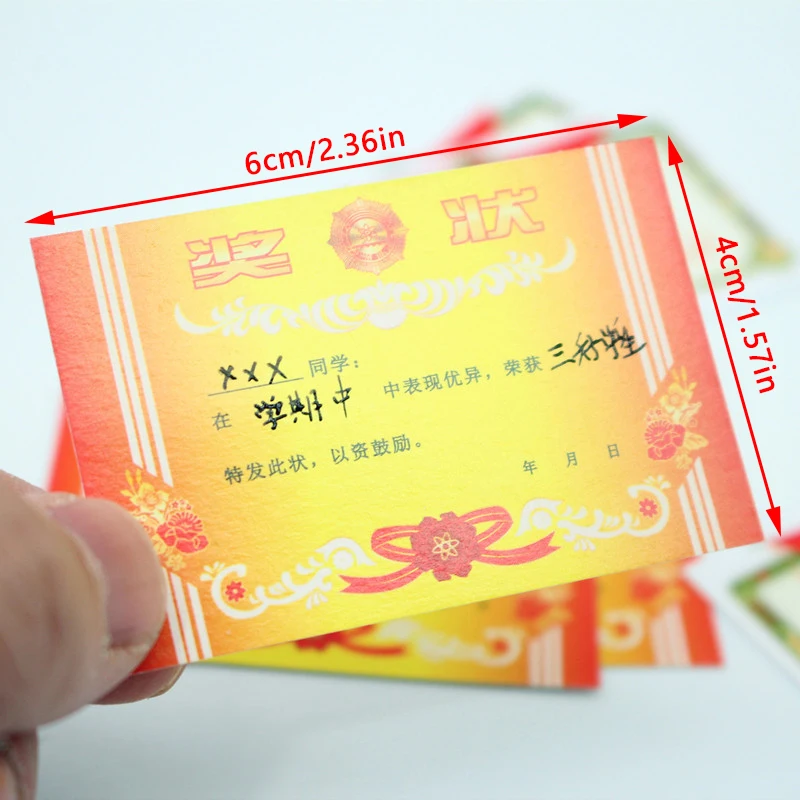 6cm/2.36in
4cm/1.57in
奖 状
××× 同学：
在 学期中 中表现优异，荣获 三好学生
特发此状，以资鼓励。
年 月 日